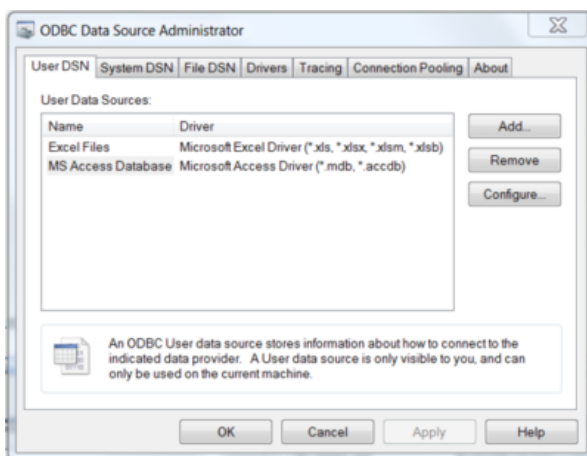 ODBC Data Source Administrator
User DSN System DSN File DSN Drivers Tracing Connection Pooling About
User Data Sources:
Name Driver
Excel Files Microsoft Excel Driver (*.xls, *.xlsx, *.xlsm, *.xlsb)
MS Access Database Microsoft Access Driver (*.mdb, *.accdb)
Add...
Remove
Configure...
An ODBC User data source stores information about how to connect to the
indicated data provider. A User data source is only visible to you, and can
only be used on the current machine.
OK Cancel Apply Help